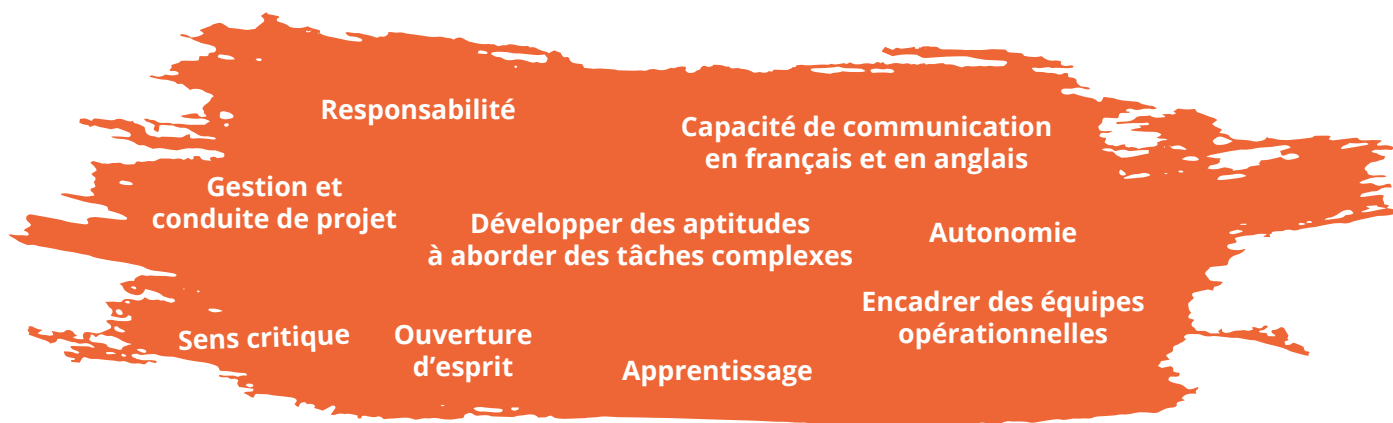 Responsabilité
Capacité de communication
en français et en anglais
Gestion et
conduite de projet
Développer des aptitudes
à aborder des tâches complexes
Autonomie
Encadrer des équipes
opérationnelles
Sens critique
Ouverture
d’esprit
Apprentissage